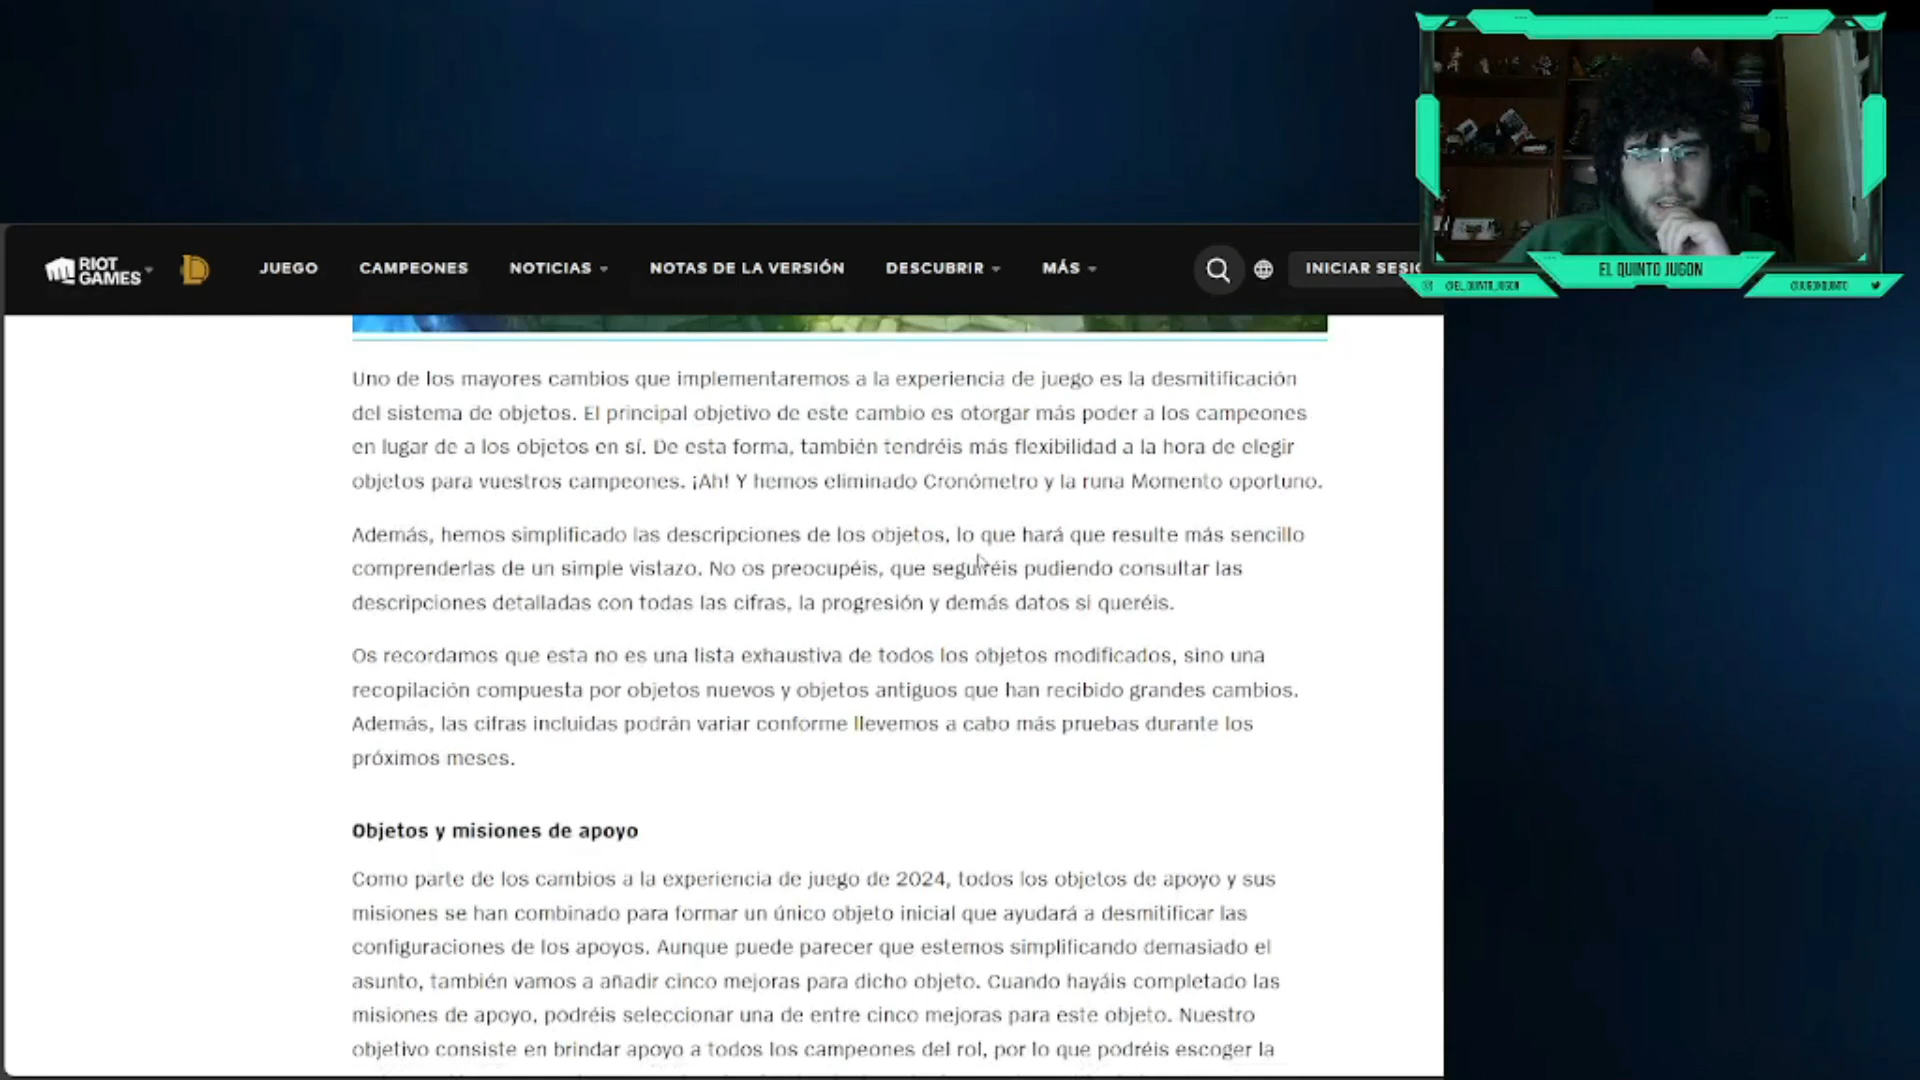 RIOT GAMES
JUEGO CAMPEONES NOTICIAS NOTAS DE LA VERSIÓN DESCUBRIR MÁS
EL QUINTO JUGON
@EL_QUINTO_JUGON
Uno de los mayores cambios que implementaremos a la experiencia de juego es la desmitificación
del sistema de objetos. El principal objetivo de este cambio es otorgar más poder a los campeones
en lugar de a los objetos en sí. De esta forma, también tendréis más flexibilidad a la hora de elegir
objetos para vuestros campeones. ¡Ah! Y hemos eliminado Cronómetro y la runa Momento oportuno.
Además, hemos simplificado las descripciones de los objetos, lo que hará que resulte más sencillo
comprenderlas de un simple vistazo. No os preocupéis, que seguiréis pudiendo consultar las
descripciones detalladas con todas las cifras, la progresión y demás datos si queréis.
Os recordamos que esta no es una lista exhaustiva de todos los objetos modificados, sino una
recopilación compuesta por objetos nuevos y objetos antiguos que han recibido grandes cambios.
Además, las cifras incluidas podrán variar conforme llevemos a cabo más pruebas durante los
próximos meses.
Objetos y misiones de apoyo
Como parte de los cambios a la experiencia de juego de 2024, todos los objetos de apoyo y sus
misiones se han combinado para formar un único objeto inicial que ayudará a desmitificar las
configuraciones de los apoyos. Aunque puede parecer que estemos simplificando demasiado el
asunto, también vamos a añadir cinco mejoras para dicho objeto. Cuando hayáis completado las
misiones de apoyo, podréis seleccionar una de entre cinco mejoras para este objeto. Nuestro
objetivo consiste en brindar apoyo a todos los campeones del rol, por lo que podréis escoger la